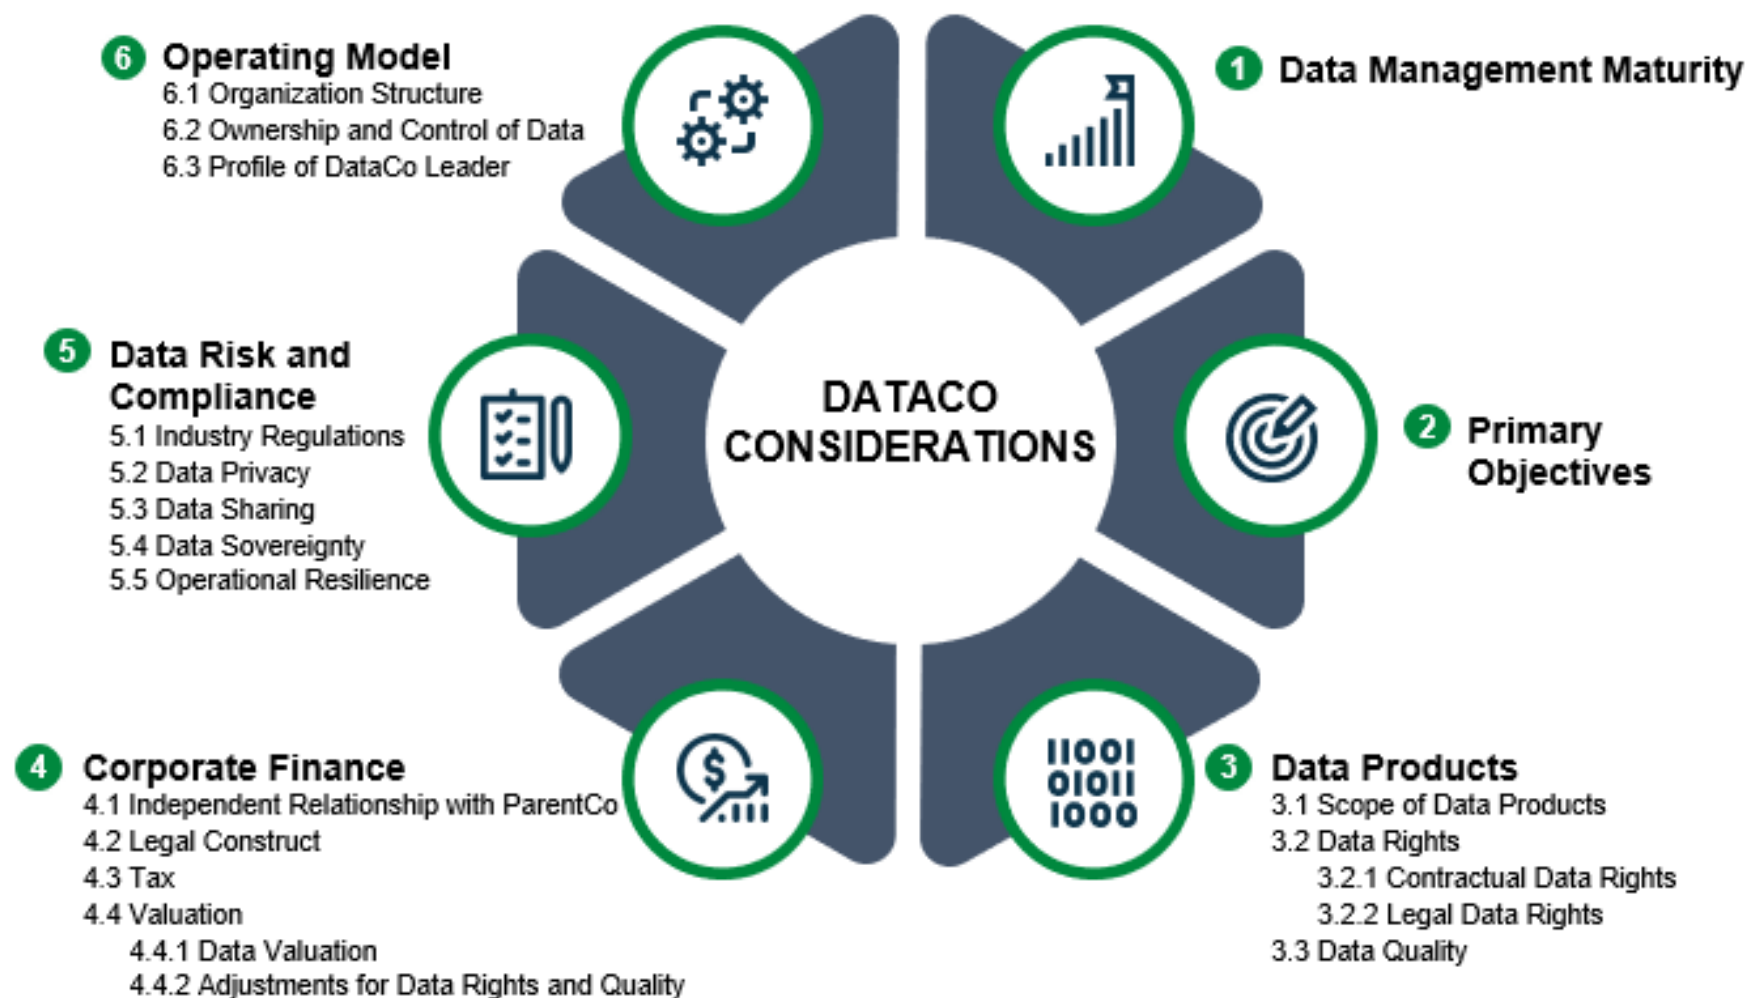 DATACO
CONSIDERATIONS
1 Data Management Maturity
2 Primary
Objectives
3 Data Products
3.1 Scope of Data Products
3.2 Data Rights
3.2.1 Contractual Data Rights
3.2.2 Legal Data Rights
3.3 Data Quality
4 Corporate Finance
4.1 Independent Relationship with ParentCo
4.2 Legal Construct
4.3 Tax
4.4 Valuation
4.4.1 Data Valuation
4.4.2 Adjustments for Data Rights and Quality
5 Data Risk and
Compliance
5.1 Industry Regulations
5.2 Data Privacy
5.3 Data Sharing
5.4 Data Sovereignty
5.5 Operational Resilience
6 Operating Model
6.1 Organization Structure
6.2 Ownership and Control of Data
6.3 Profile of DataCo Leader
$
11001
01011
1000